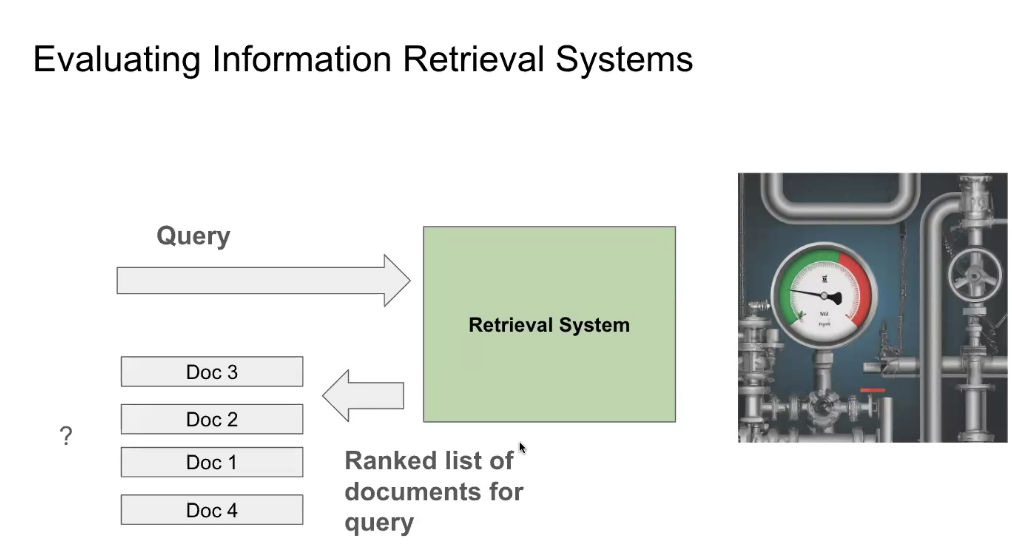 Evaluating Information Retrieval Systems
Query
Retrieval System
Doc 3
Doc 2
?
Doc 1
Doc 4
Ranked list of
documents for
query